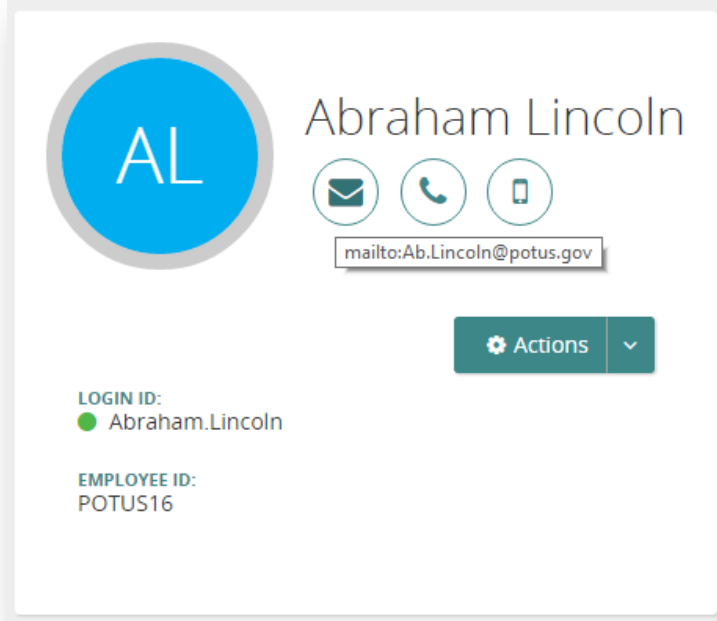 AL
Abraham Lincoln
mailto:Ab.Lincoln@potus.gov
Actions
LOGIN ID:
Abraham.Lincoln
EMPLOYEE ID:
POTUS16